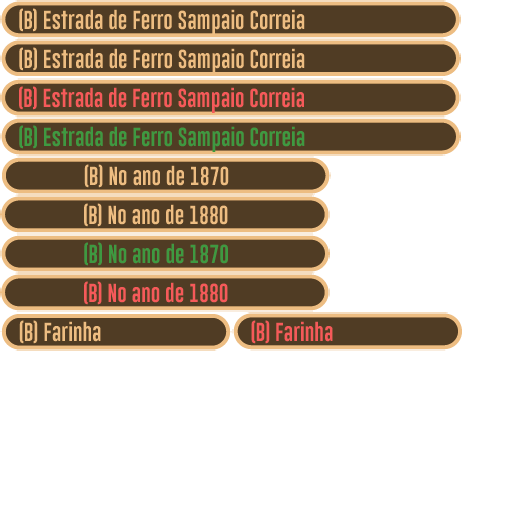 (B) Estrada de Ferro Sampaio Correia
(B) Estrada de Ferro Sampaio Correia
(B) Estrada de Ferro Sampaio Correia
(B) Estrada de Ferro Sampaio Correia
(B) No ano de 1870
(B) No ano de 1880
(B) No ano de 1870
(B) No ano de 1880
(B) Farinha (B) Farinha